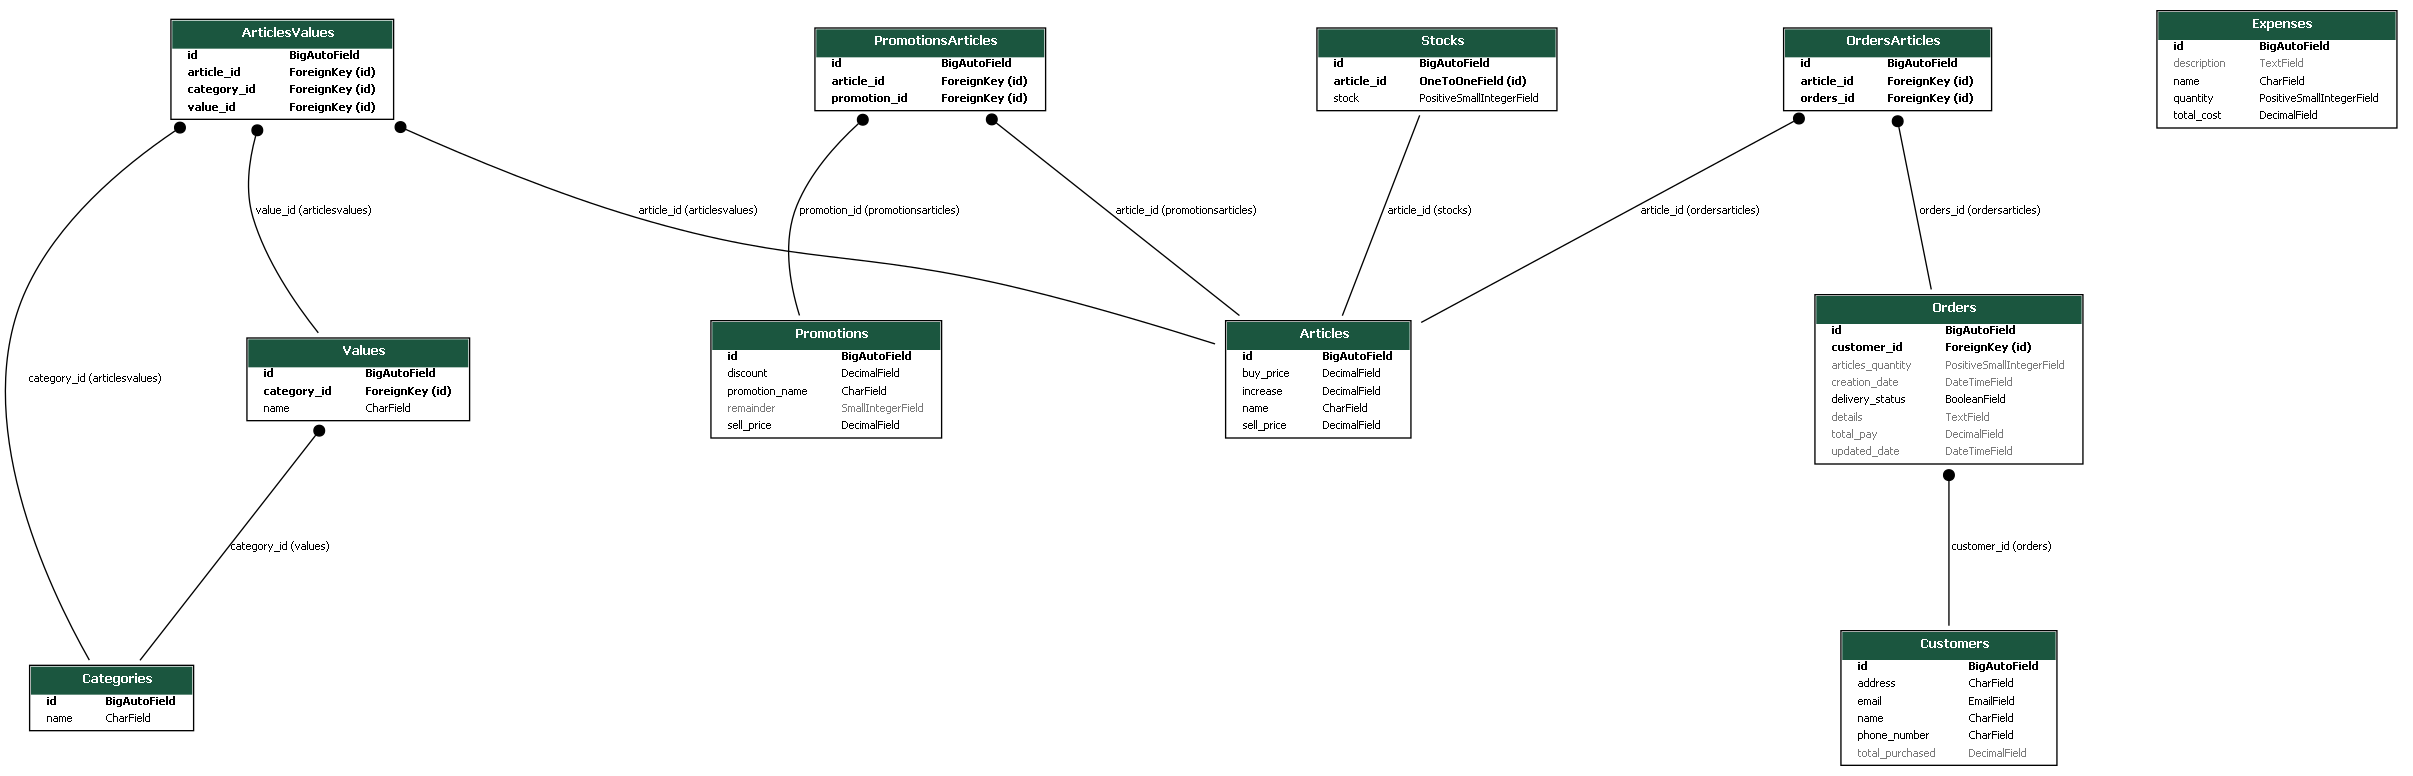 ArticlesValues
id BigAutoField
article_id ForeignKey (id)
category_id ForeignKey (id)
value_id ForeignKey (id)
PromotionsArticles
id BigAutoField
article_id ForeignKey (id)
promotion_id ForeignKey (id)
Stocks
id BigAutoField
article_id OneToOneField (id)
stock PositiveSmallIntegerField
OrdersArticles
id BigAutoField
article_id ForeignKey (id)
orders_id ForeignKey (id)
Expenses
id BigAutoField
description TextField
name CharField
quantity PositiveSmallIntegerField
total_cost DecimalField
value_id (articlesvalues)
article_id (articlesvalues)
promotion_id (promotionsarticles)
article_id (promotionsarticles)
article_id (stocks)
article_id (ordersarticles)
orders_id (ordersarticles)
category_id (articlesvalues)
Values
id BigAutoField
category_id ForeignKey (id)
name CharField
Promotions
id BigAutoField
discount DecimalField
promotion_name CharField
remainder SmallIntegerField
sell_price DecimalField
Articles
id BigAutoField
buy_price DecimalField
increase DecimalField
name CharField
sell_price DecimalField
Orders
id BigAutoField
customer_id ForeignKey (id)
articles_quantity PositiveSmallIntegerField
creation_date DateTimeField
delivery_status BooleanField
details TextField
total_pay DecimalField
updated_date DateTimeField
category_id (values)
customer_id (orders)
Categories
id BigAutoField
name CharField
Customers
id BigAutoField
address CharField
email EmailField
name CharField
phone_number CharField
total_purchased DecimalField